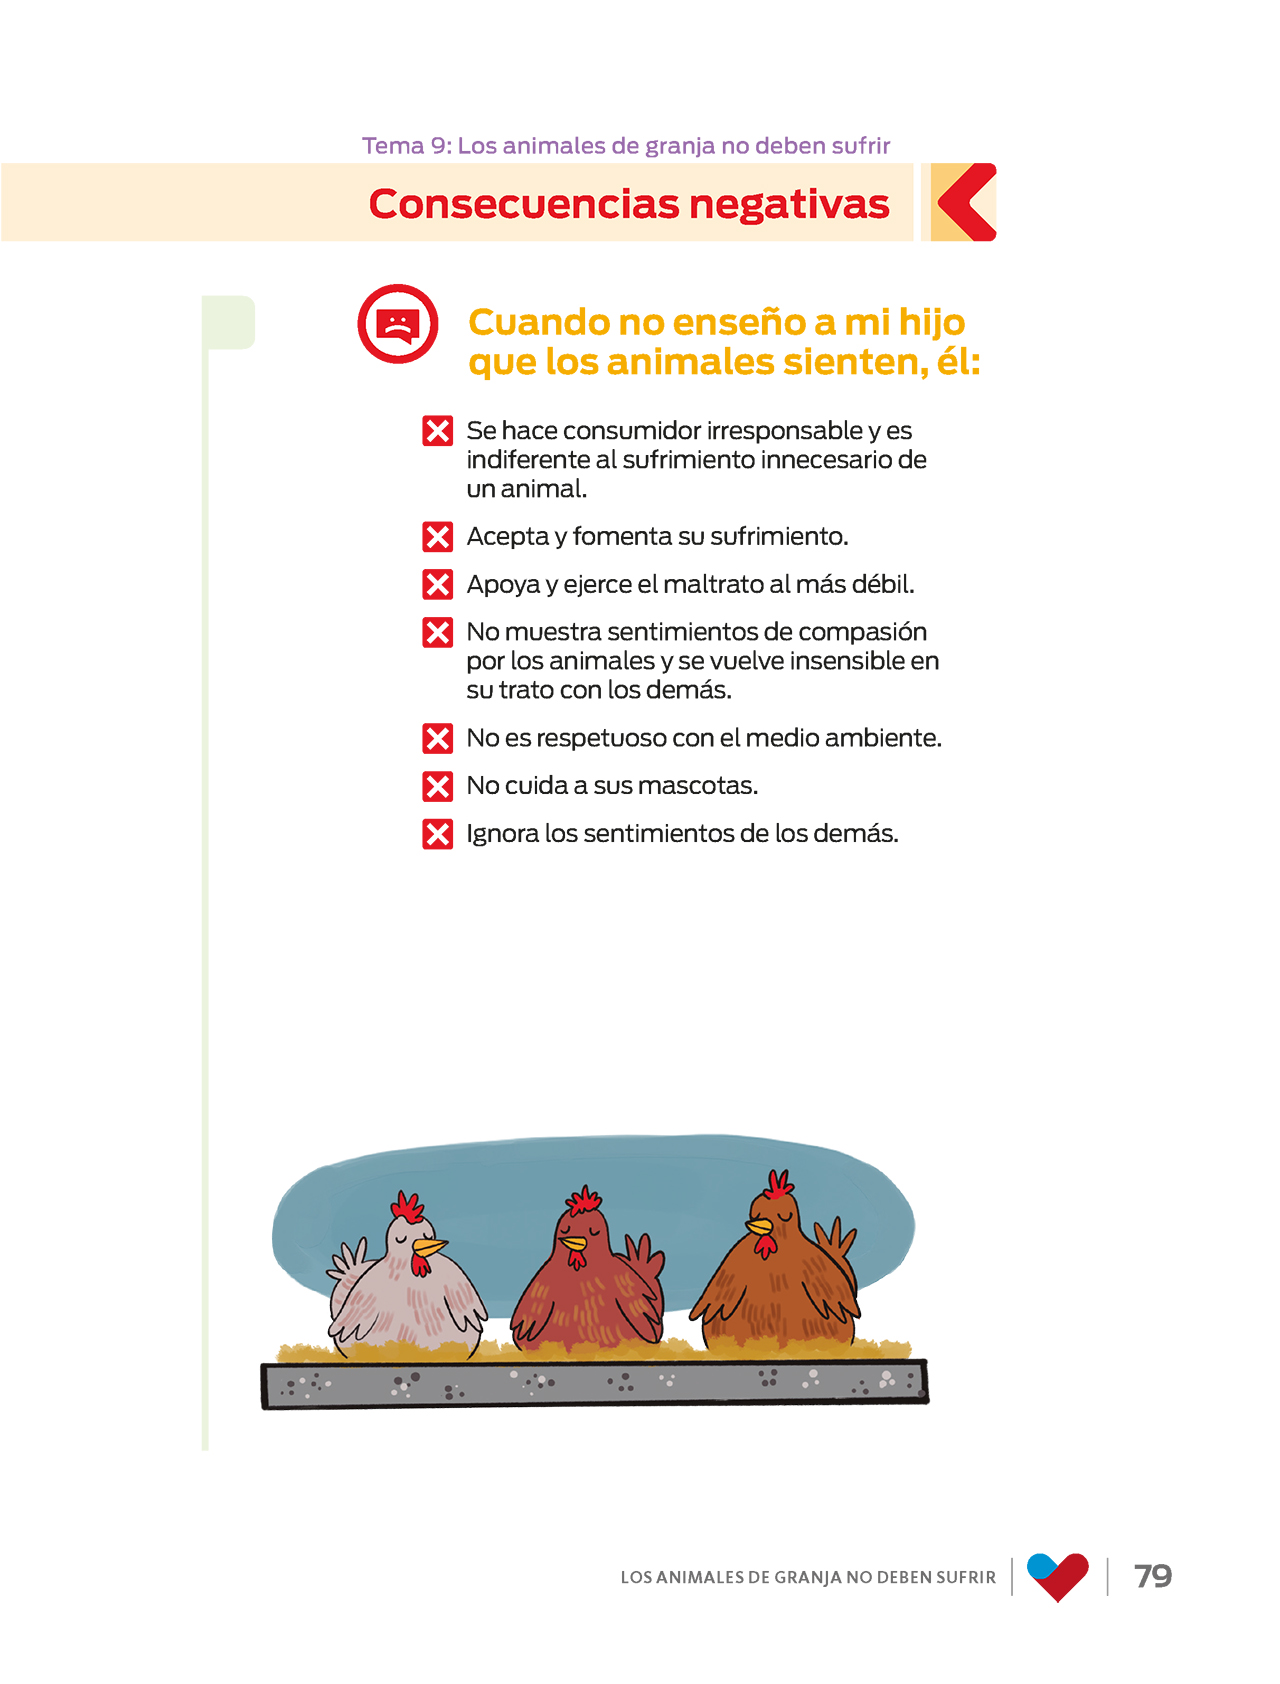 Tema 9: Los animales de granja no deben sufrir
Consecuencias negativas
Cuando no enseño a mi hijo
que los animales sienten, él:
Se hace consumidor irresponsable y es
indiferente al sufrimiento innecesario de
un animal.
Acepta y fomenta su sufrimiento.
Apoya y ejerce el maltrato al más débil.
No muestra sentimientos de compasión
por los animales y se vuelve insensible en
su trato con los demás.
No es respetuoso con el medio ambiente.
No cuida a sus mascotas.
Ignora los sentimientos de los demás.
LOS ANIMALES DE GRANJA NO DEBEN SUFRIR
79